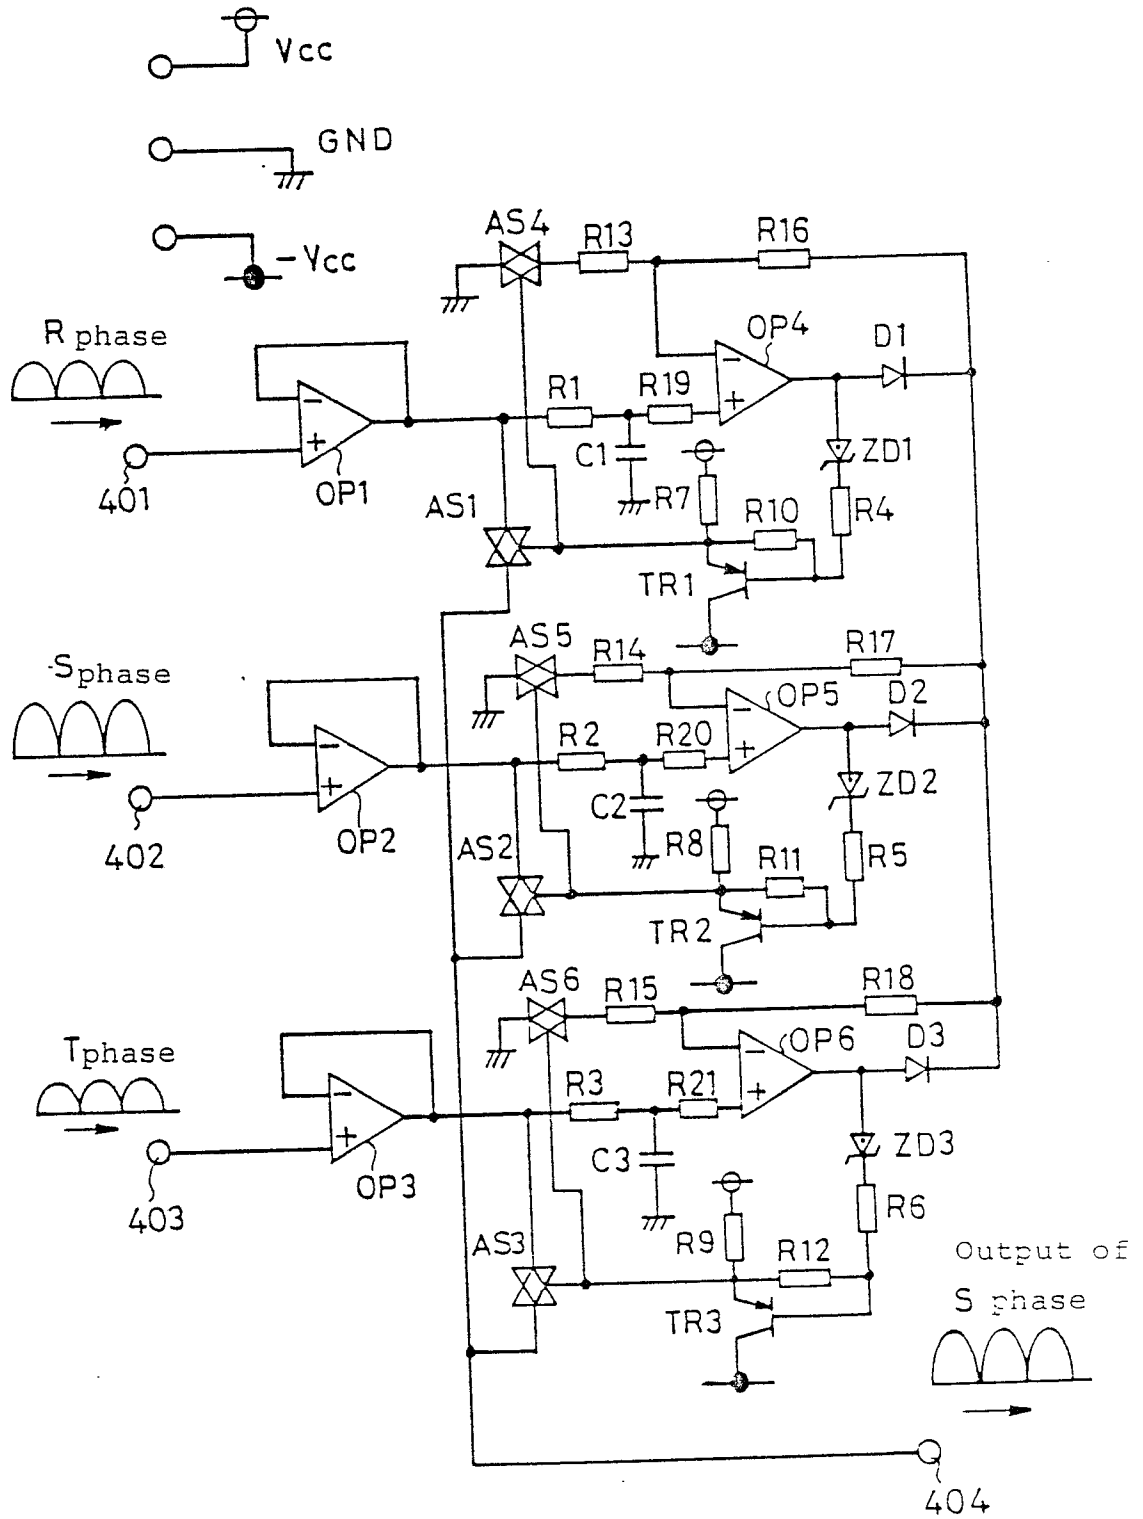 Vcc
GND
-Vcc
AS4
R13
R16
R phase
OP4
D1
R1
R19
401
OP1
C1
ZD1
AS1
R7
R10
R4
TR1
AS5
R14
R17
S phase
OP5
D2
R2
R20
402
OP2
C2
ZD2
AS2
R8
R11
R5
TR2
AS6
R15
R18
T phase
OP6
D3
R3
R21
403
OP3
C3
ZD3
AS3
R9
R12
R6
TR3
Output of
S phase
404